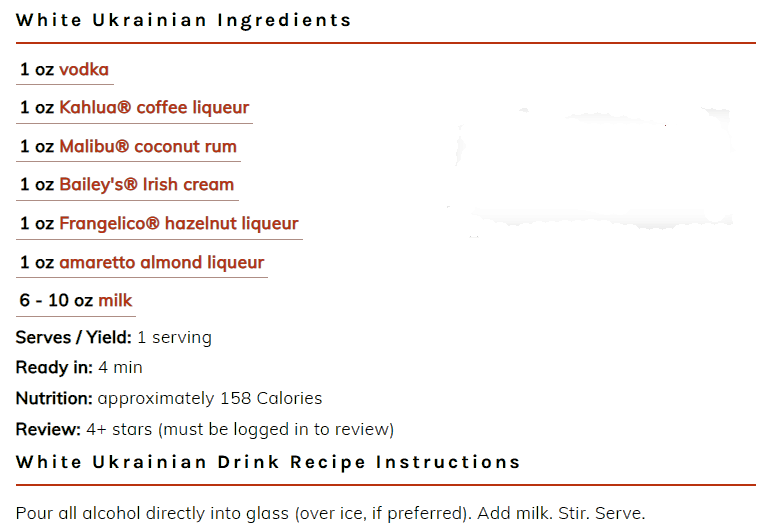 White Ukrainian Ingredients
1 oz vodka
1 oz Kahlua® coffee liqueur
1 oz Malibu® coconut rum
1 oz Bailey's® Irish cream
1 oz Frangelico® hazelnut liqueur
1 oz amaretto almond liqueur
6 - 10 oz milk
Serves / Yield: 1 serving
Ready in: 4 min
Nutrition: approximately 158 Calories
Review: 4+ stars (must be logged in to review)
White Ukrainian Drink Recipe Instructions
Pour all alcohol directly into glass (over ice, if preferred). Add milk. Stir. Serve.